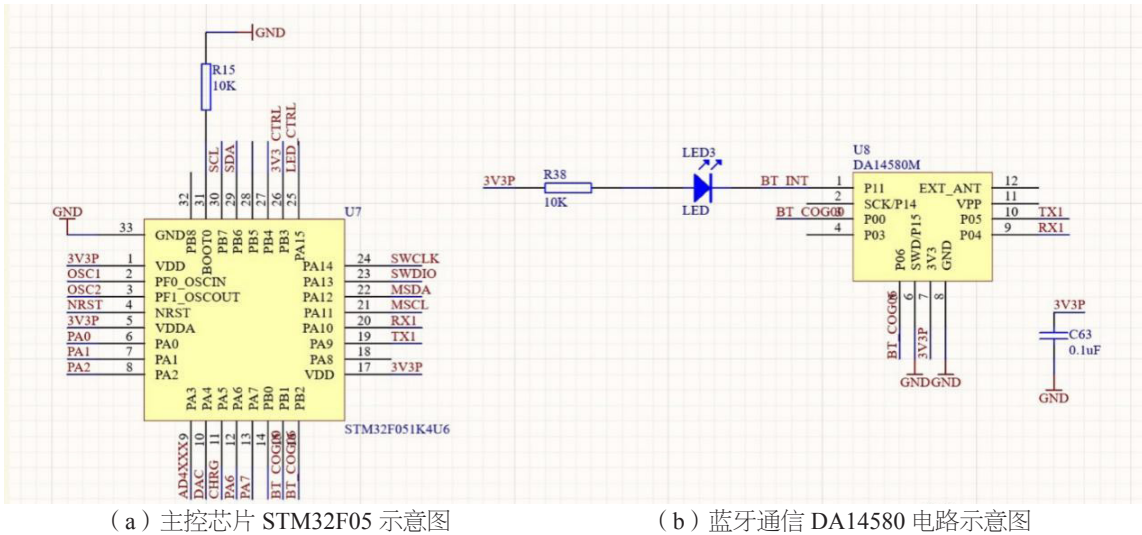 GND
R15
10K
SCL
SDA
3V3_CTRL
LED_CTRL
32
31
30
29
28
27
26
25
U7
GND
33
GND
PB8
BOOT0
PB7
PB6
PB5
PB4
PB3
PA15
3V3P 1 VDD
OSC1 2 PF0_OSCIN
OSC2 3 PF1_OSCOUT
NRST 4 NRST
3V3P 5 VDDA
PA0 6 PA0
PA1 7 PA1
PA2 8 PA2
PA14 24 SWCLK
PA13 23 SWDIO
PA12 22 MSDA
PA11 21 MSCL
PA10 20 RX1
PA9 19 TX1
PA8 18
VDD 17 3V3P
PA3
PA4
PA5
PA6
PA7
PB0
PB1
PB2
STM32F051K4U6
AD4XXX 9
DAC 10
CHRG 11
PA6 12
PA7 13
14
3V3P
R38
10K
LED3
LED
BT_INT
U8
DA14580M
1 P11
2 SCK/P14
P00
4 P03
EXT_ANT 12
VPP 11
P05 10 TX1
P04 9 RX1
P06
SWD/P15
3V3
GND
6
7
8
3V3P
GND
GND
3V3P
C63
0.1uF
GND
（a）主控芯片 STM32F05 示意图
（b）蓝牙通信 DA14580 电路示意图